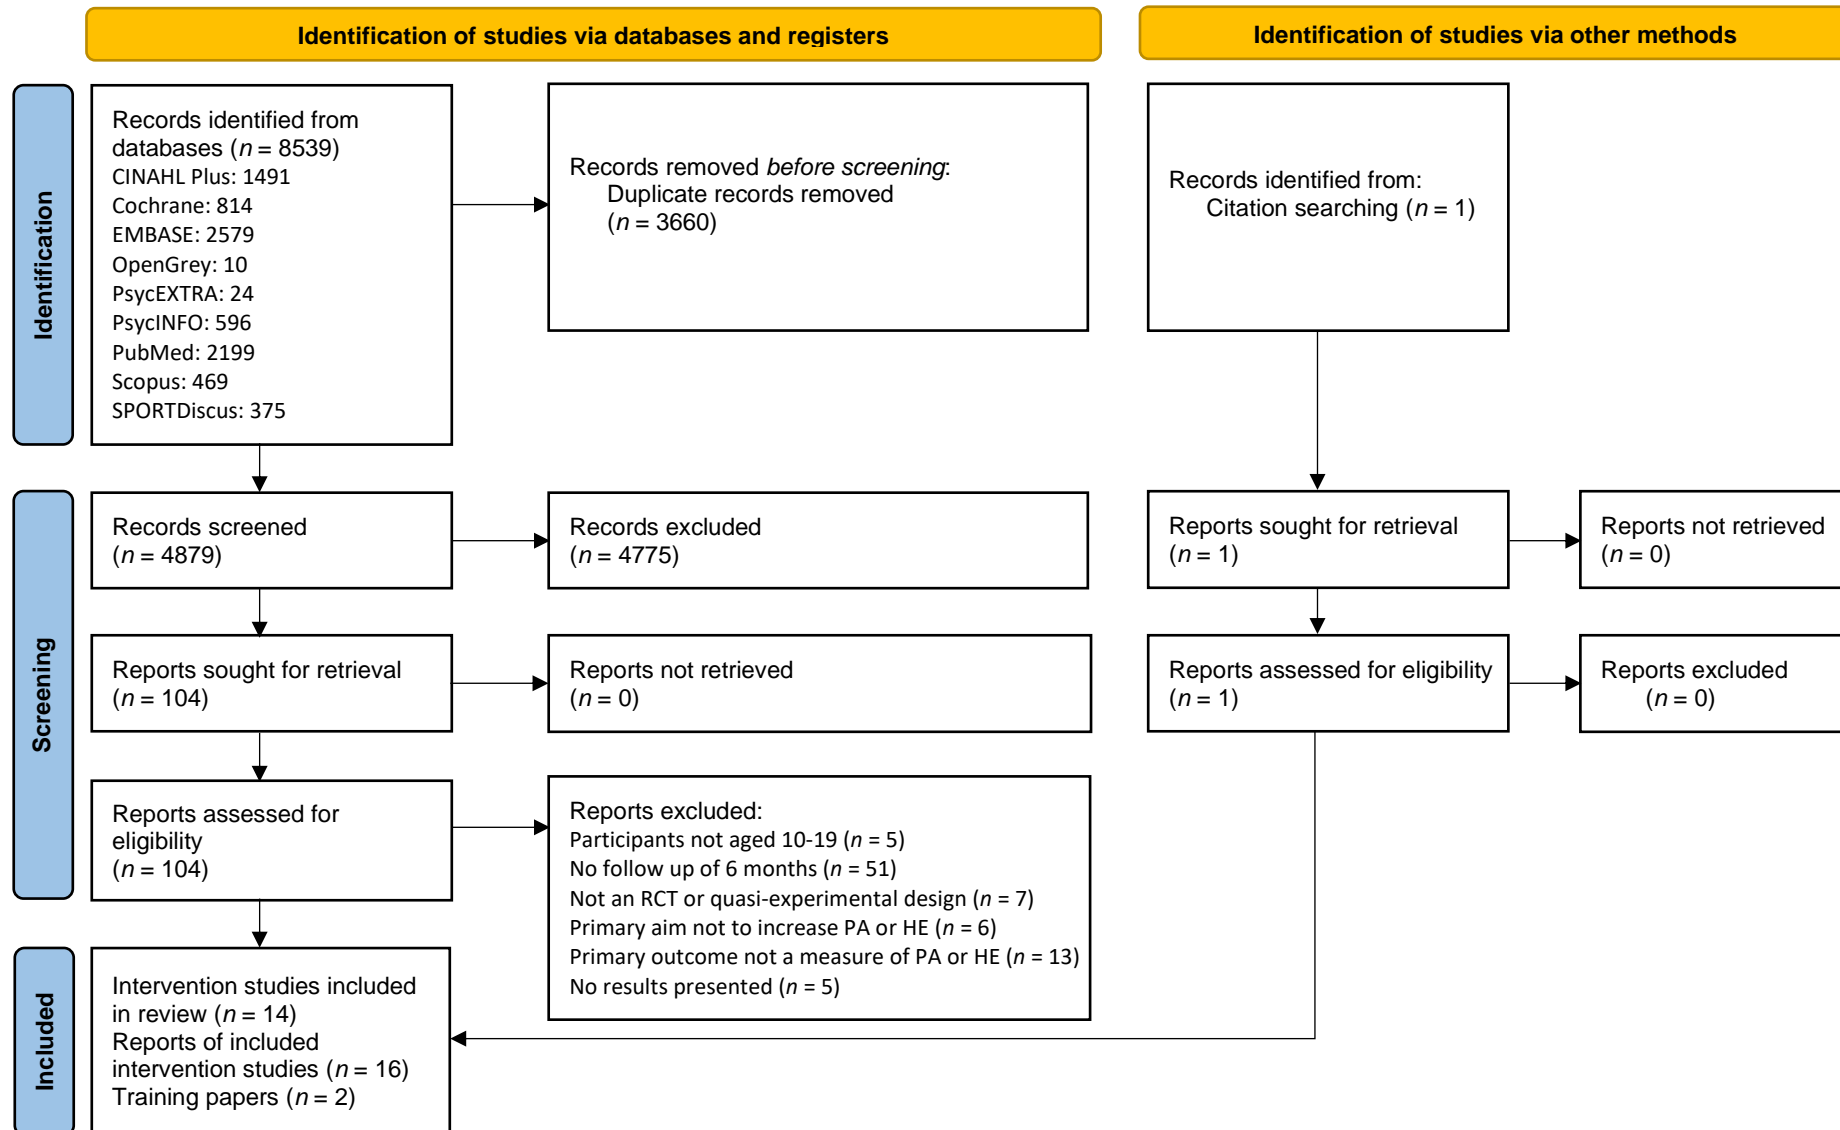 Identification of studies via databases and registers
Identification of studies via other methods
Identification
Records identified from
databases (n = 8539)
CINAHL Plus: 1491
Cochrane: 814
EMBASE: 2579
OpenGrey: 10
PsycEXTRA: 24
PsycINFO: 596
PubMed: 2199
Scopus: 469
SPORTDiscus: 375
Records removed before screening:
Duplicate records removed
(n = 3660)
Records identified from:
Citation searching (n = 1)
Screening
Records screened
(n = 4879)
Records excluded
(n = 4775)
Reports sought for retrieval
(n = 1)
Reports not retrieved
(n = 0)
Reports sought for retrieval
(n = 104)
Reports not retrieved
(n = 0)
Reports assessed for eligibility
(n = 1)
Reports excluded
(n = 0)
Reports assessed for
eligibility
(n = 104)
Reports excluded:
Participants not aged 10-19 (n = 5)
No follow up of 6 months (n = 51)
Not an RCT or quasi-experimental design (n = 7)
Primary aim not to increase PA or HE (n = 6)
Primary outcome not a measure of PA or HE (n = 13)
No results presented (n = 5)
Included
Intervention studies included
in review (n = 14)
Reports of included
intervention studies (n = 16)
Training papers (n = 2)